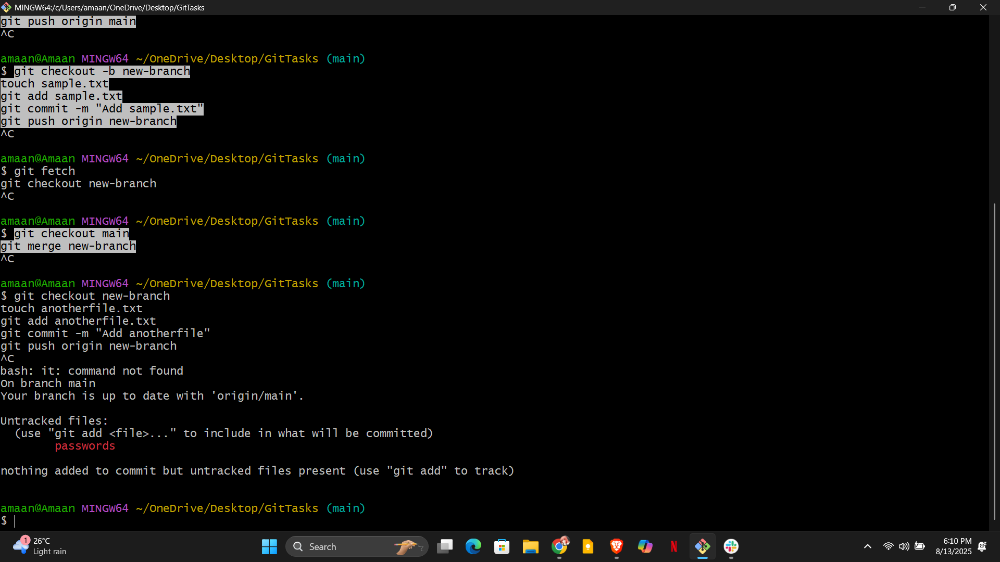 MINGW64:/c/Users/amaan/OneDrive/Desktop/GitTasks
git push origin main
^C
amaan@Amaan MINGW64 ~/OneDrive/Desktop/GitTasks (main)
$ git checkout -b new-branch
touch sample.txt
git add sample.txt
git commit -m "Add sample.txt"
git push origin new-branch
^C
amaan@Amaan MINGW64 ~/OneDrive/Desktop/GitTasks (main)
$ git fetch
git checkout new-branch
^C
amaan@Amaan MINGW64 ~/OneDrive/Desktop/GitTasks (main)
$ git checkout main
git merge new-branch
^C
amaan@Amaan MINGW64 ~/OneDrive/Desktop/GitTasks (main)
$ git checkout new-branch
touch anotherfile.txt
git add anotherfile.txt
git commit -m "Add anotherfile"
git push origin new-branch
^C
bash: it: command not found
On branch main
Your branch is up to date with 'origin/main'.
Untracked files:
  (use "git add <file>..." to include in what will be committed)
        passwords
nothing added to commit but untracked files present (use "git add" to track)
amaan@Amaan MINGW64 ~/OneDrive/Desktop/GitTasks (main)
$
1
26°C
Light rain
Search
N
6:10 PM
8/13/2025